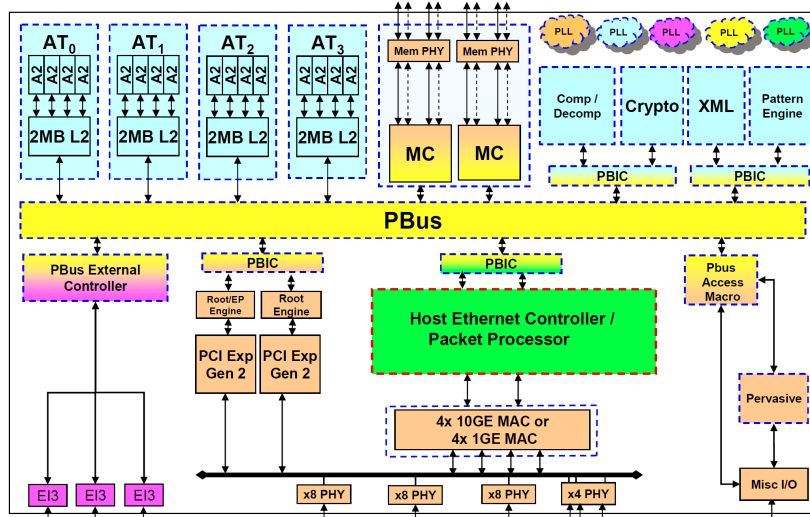 AT0
AT1
AT2
AT3
A2 A2 A2 A2
A2 A2 A2 A2
A2 A2 A2 A2
A2 A2 A2 A2
2MB L2
2MB L2
2MB L2
2MB L2
Mem PHY
Mem PHY
MC
MC
PLL
PLL
PLL
PLL
PLL
Comp /
Decomp
Crypto
XML
Pattern
Engine
PBIC
PBIC
PBus
PBus External
Controller
PBIC
PBIC
Pbus
Access
Macro
Root/EP
Engine
Root
Engine
PCI Exp
Gen 2
PCI Exp
Gen 2
Host Ethernet Controller /
Packet Processor
4x 10GE MAC or
4x 1GE MAC
Pervasive
EI3
EI3
EI3
x8 PHY
x8 PHY
x8 PHY
x4 PHY
Misc I/O